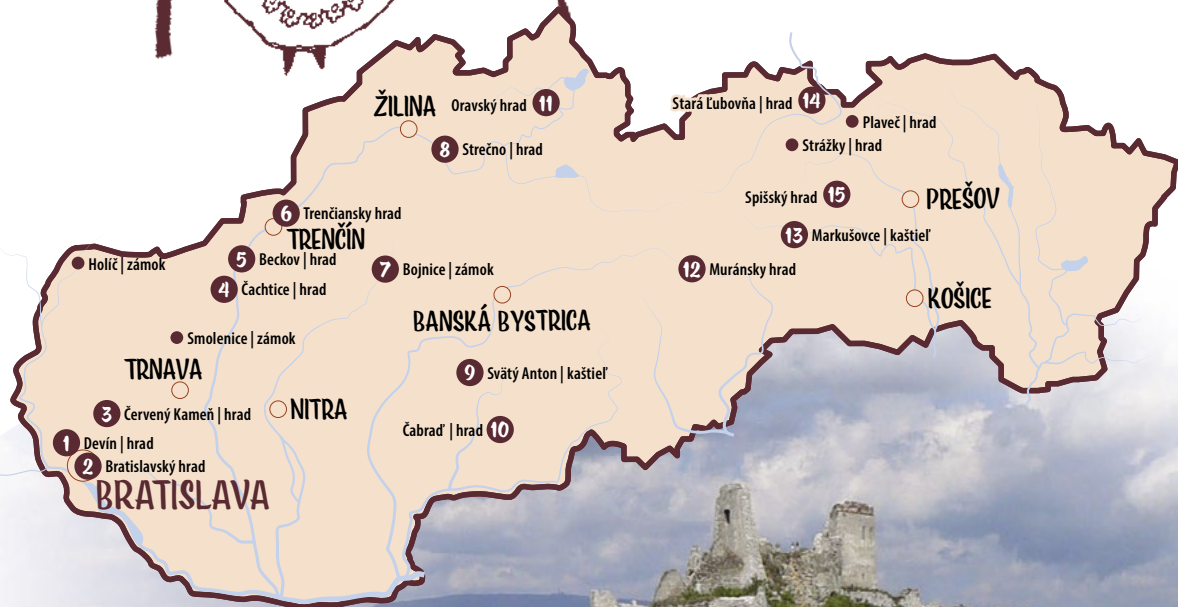 ŽILINA
Oravský hrad 11
Stará Ľubovňa | hrad 14
Plaveč | hrad
8 Strečno | hrad
Strážky | hrad
Spišský hrad 15
PREŠOV
6 Trenčiansky hrad
TRENČÍN
13 Markušovce | kaštieľ
5 Beckov | hrad
Holíč | zámok
7 Bojnice | zámok
12 Muránsky hrad
4 Čachtice | hrad
KOŠICE
BANSKÁ BYSTRICA
Smolenice | zámok
TRNAVA
9 Svätý Anton | kaštieľ
3 Červený Kameň | hrad
NITRA
Čabraď | hrad 10
1 Devín | hrad
2 Bratislavský hrad
BRATISLAVA